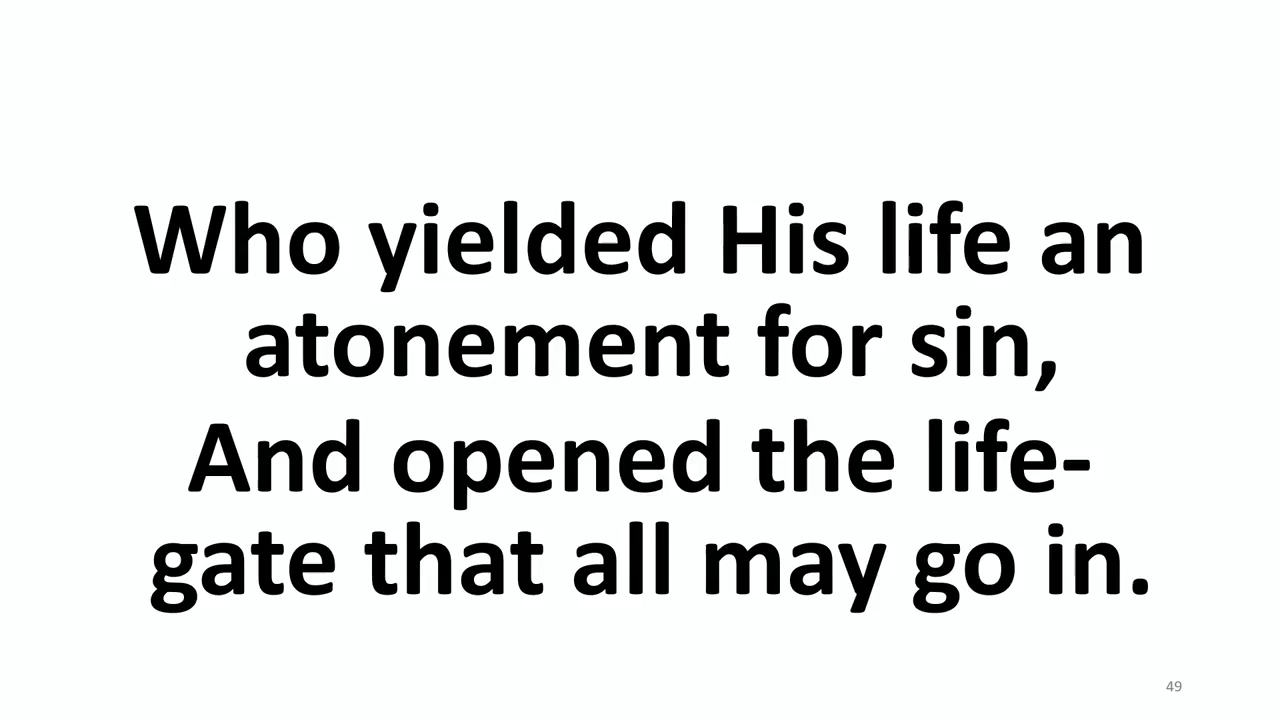 Who yielded His life an
atonement for sin,
And opened the life-
gate that all may go in.
49